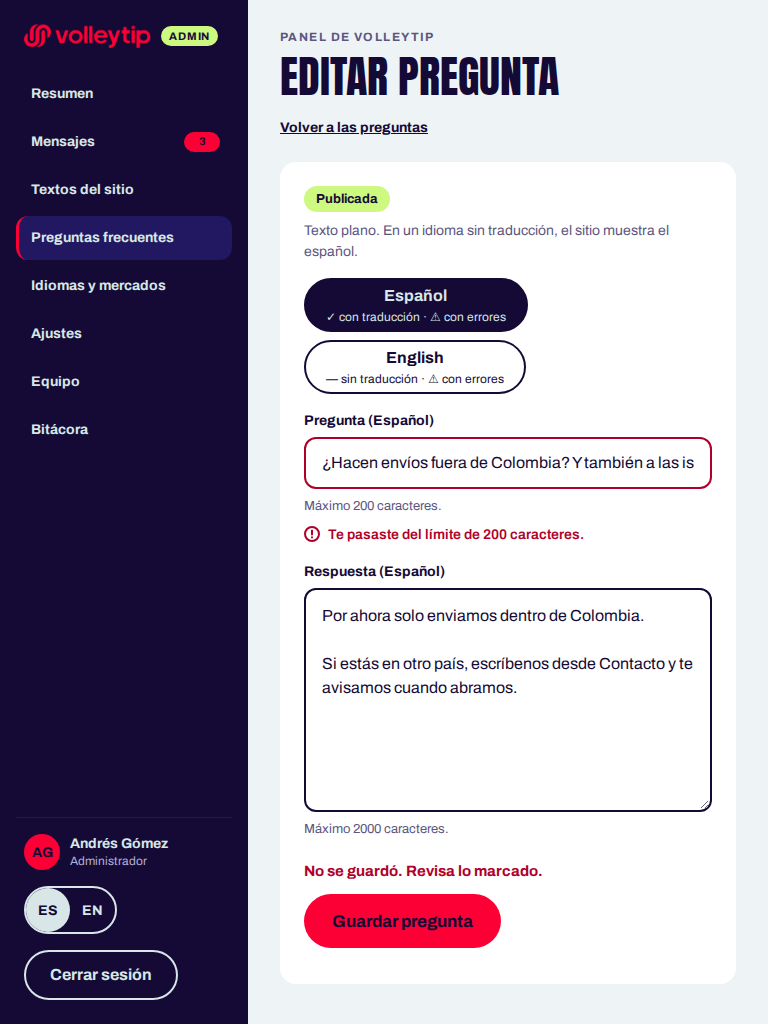 volleytip ADMIN
Resumen
Mensajes 3
Textos del sitio
Preguntas frecuentes
Idiomas y mercados
Ajustes
Equipo
Bitácora
AG Andrés Gómez
Administrador
ES EN
Cerrar sesión
PANEL DE VOLLEYTIP
EDITAR PREGUNTA
Volver a las preguntas
Publicada
Texto plano. En un idioma sin traducción, el sitio muestra el
español.
Español
✓ con traducción · ⚠ con errores
English
— sin traducción · ⚠ con errores
Pregunta (Español)
¿Hacen envíos fuera de Colombia? Y también a las is
Máximo 200 caracteres.
Te pasaste del límite de 200 caracteres.
Respuesta (Español)
Por ahora solo enviamos dentro de Colombia.
Si estás en otro país, escríbenos desde Contacto y te
avisamos cuando abramos.
Máximo 2000 caracteres.
No se guardó. Revisa lo marcado.
Guardar pregunta